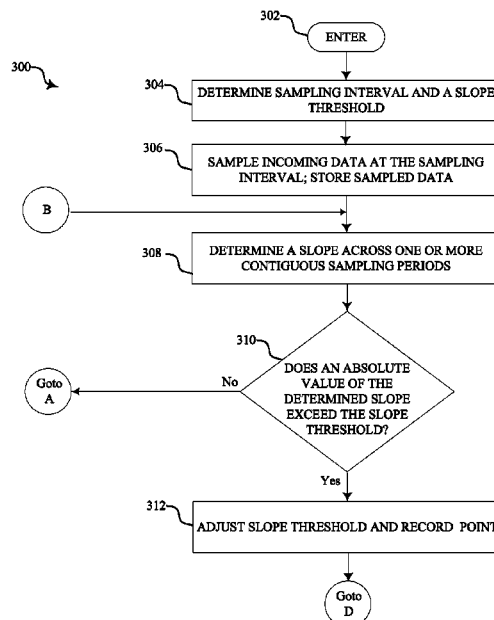 302
ENTER
300
304
DETERMINE SAMPLING INTERVAL AND A SLOPE
THRESHOLD
306
SAMPLE INCOMING DATA AT THE SAMPLING
INTERVAL; STORE SAMPLED DATA
B
308
DETERMINE A SLOPE ACROSS ONE OR MORE
CONTIGUOUS SAMPLING PERIODS
310
DOES AN ABSOLUTE
VALUE OF THE
DETERMINED SLOPE
EXCEED THE SLOPE
THRESHOLD?
No
Goto
A
Yes
312
ADJUST SLOPE THRESHOLD AND RECORD POINT
Goto
D